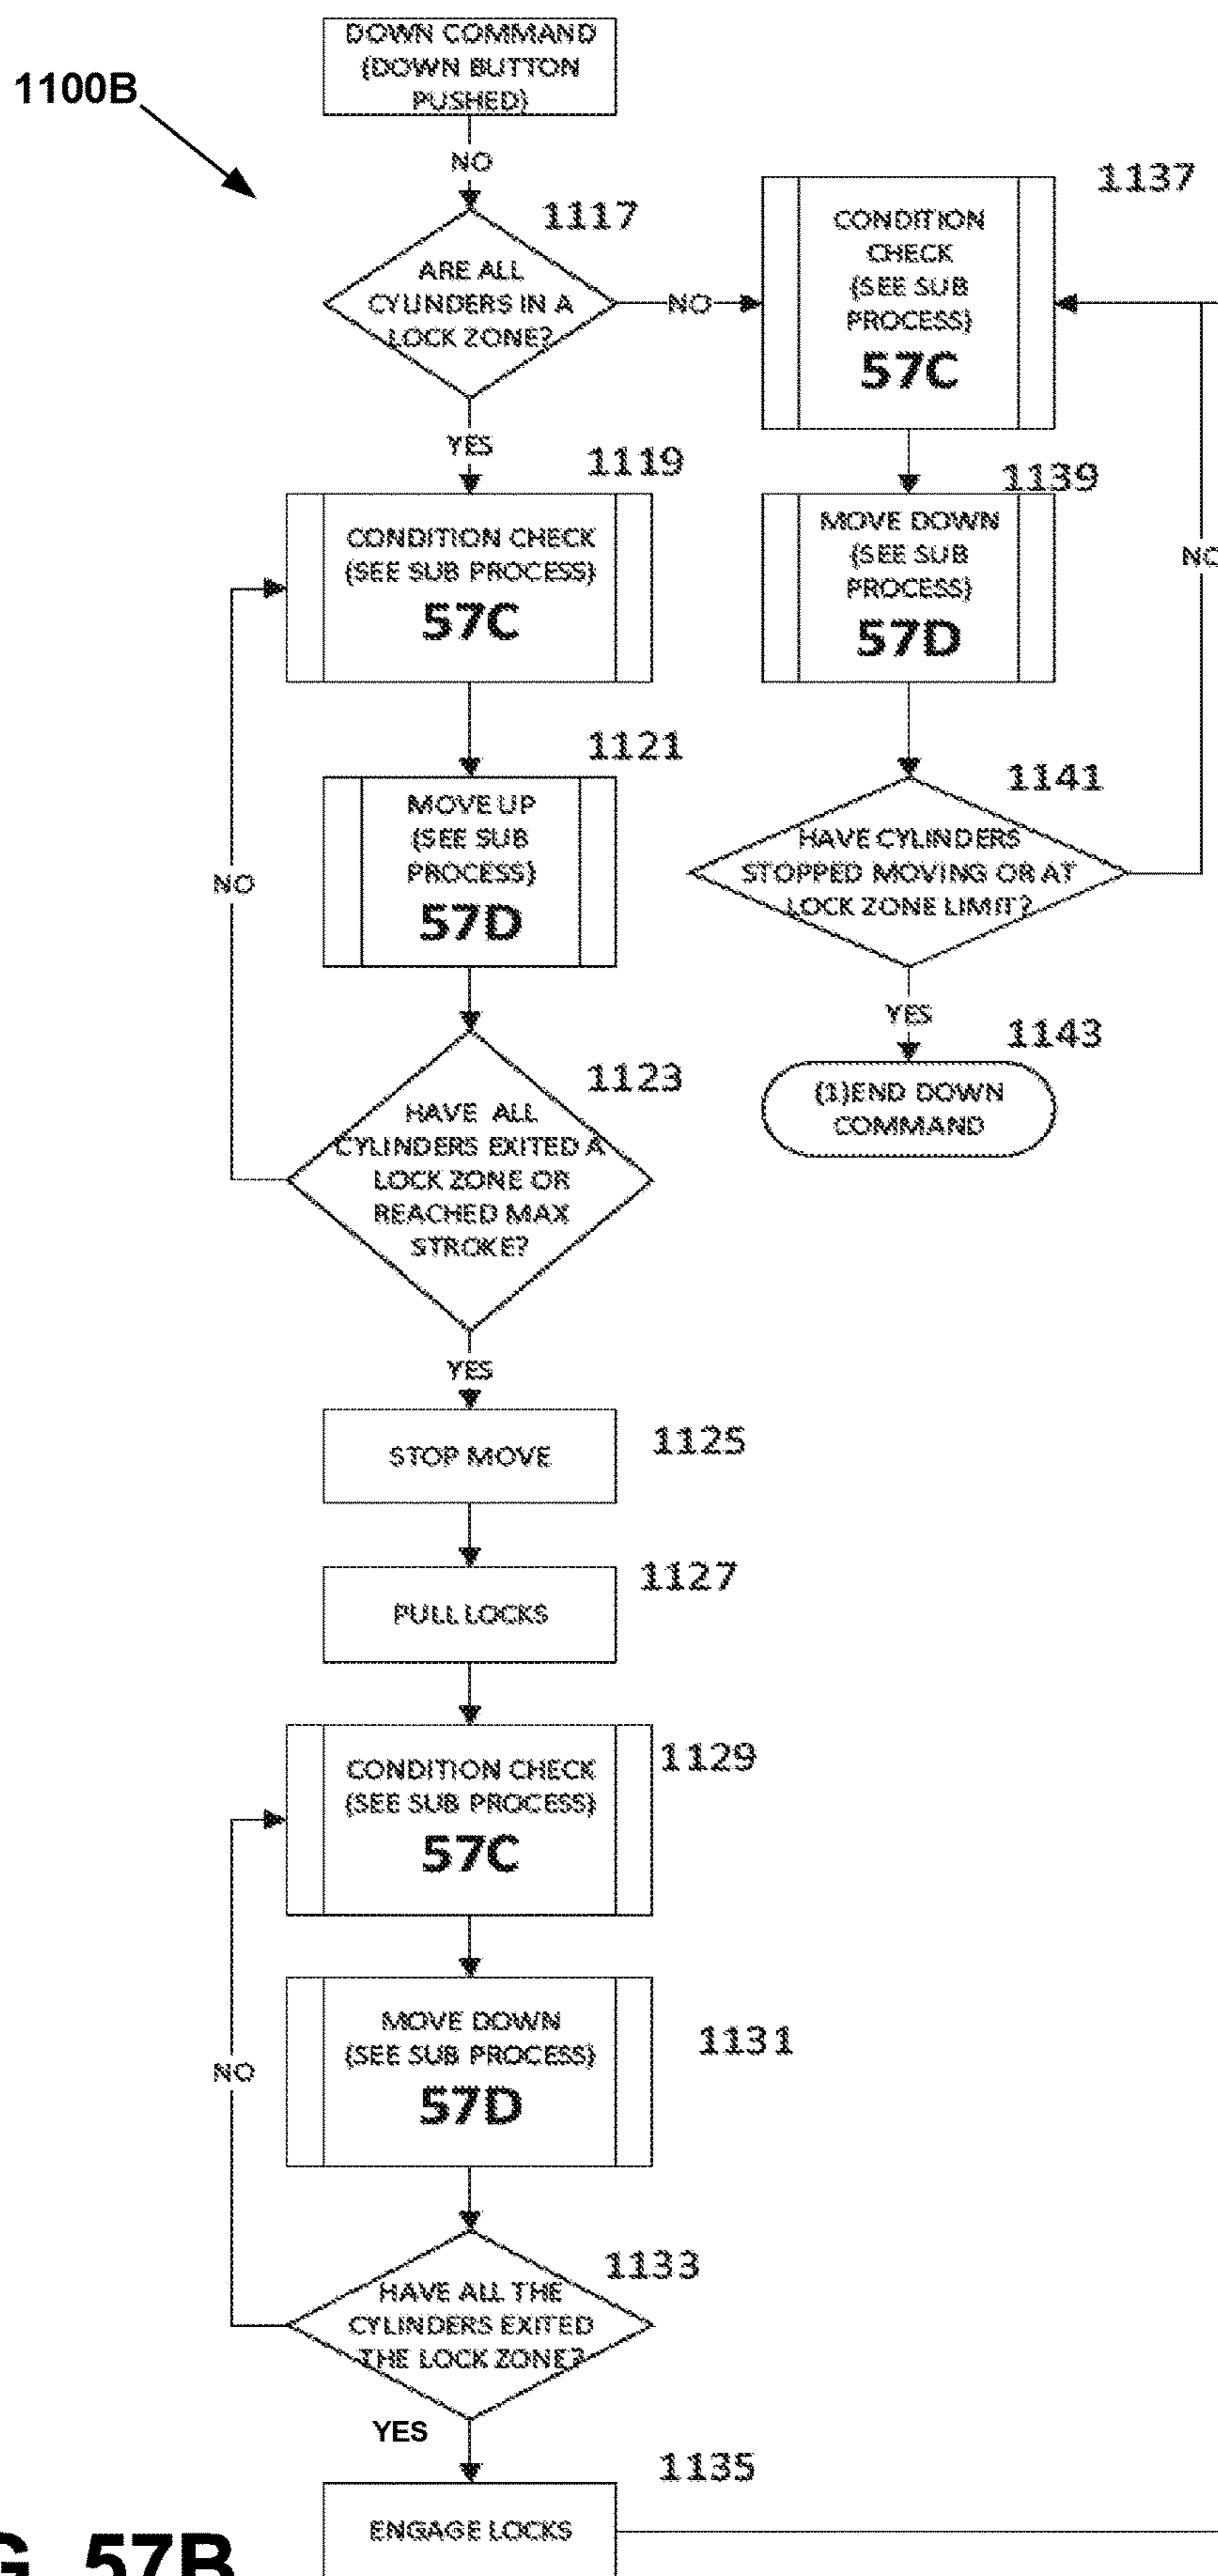 1100B
DOWN COMMAND
(DOWN BUTTON
PUSHED)
NO
1117
ARE ALL
CYLINDERS IN A
LOCK ZONE?
NO
1137
CONDITION
CHECK
(SEE SUB
PROCESS)
57C
YES
1119
CONDITION CHECK
(SEE SUB PROCESS)
57C
1139
MOVE DOWN
(SEE SUB
PROCESS)
57D
NO
1121
MOVE UP
(SEE SUB
PROCESS)
57D
1141
HAVE CYLINDERS
STOPPED MOVING OR AT
LOCK ZONE LIMIT?
NO
YES
1143
(1)END DOWN
COMMAND
1123
HAVE ALL
CYLINDERS EXITED A
LOCK ZONE OR
REACHED MAX
STROKE?
YES
STOP MOVE
1125
PULL LOCKS
1127
CONDITION CHECK
(SEE SUB PROCESS)
57C
1129
MOVE DOWN
(SEE SUB PROCESS)
57D
1131
NO
1133
HAVE ALL THE
CYLINDERS EXITED
THE LOCK ZONE?
YES
1135
ENGAGE LOCKS
57B